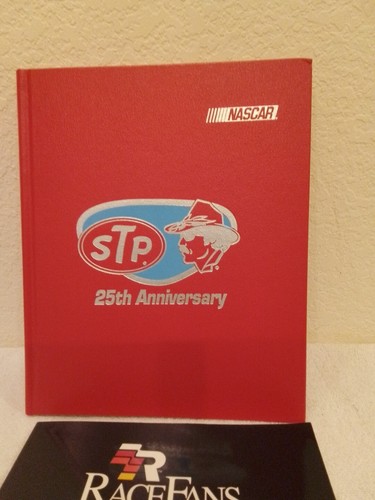 NASCAR
STP
25th Anniversary
RACEFANS